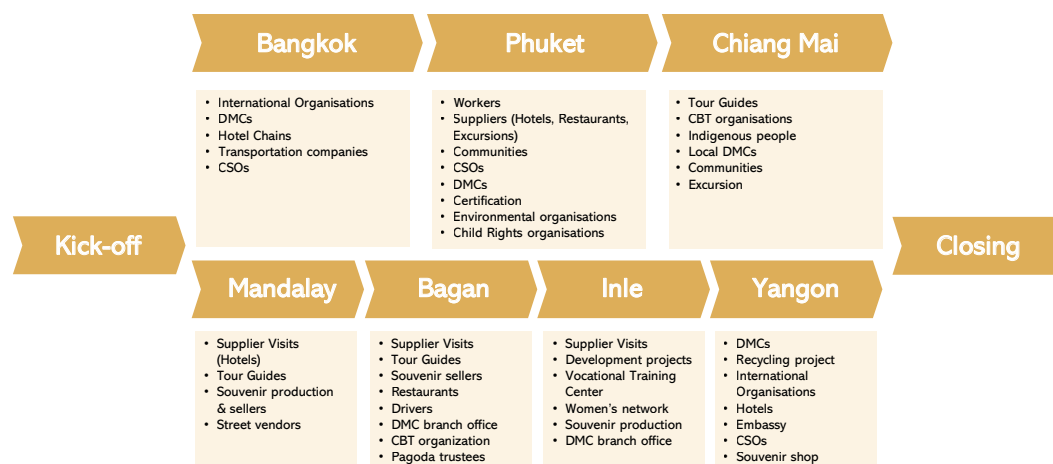 Bangkok
Phuket
Chiang Mai
• International Organisations
• DMCs
• Hotel Chains
• Transportation companies
• CSOs
• Workers
• Suppliers (Hotels, Restaurants,
Excursions)
• Communities
• CSOs
• DMCs
• Certification
• Environmental organisations
• Child Rights organisations
• Tour Guides
• CBT organisations
• Indigenous people
• Local DMCs
• Communities
• Excursion
Kick-off
Closing
Mandalay
Bagan
Inle
Yangon
• Supplier Visits
(Hotels)
• Tour Guides
• Souvenir production
& sellers
• Street vendors
• Supplier Visits
• Tour Guides
• Souvenir sellers
• Restaurants
• Drivers
• DMC branch office
• CBT organization
• Pagoda trustees
• Supplier Visits
• Development projects
• Vocational Training
Center
• Women's network
• Souvenir production
• DMC branch office
• DMCs
• Recycling project
• International
Organisations
• Hotels
• Embassy
• CSOs
• Souvenir shop